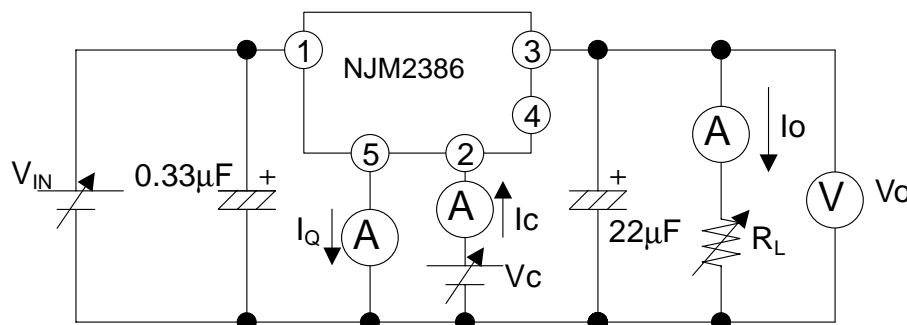 1
NJM2386
3
4
5
2
V_IN
0.33µF
+
I_Q
A
A
Ic
Vc
+
22µF
A
Io
R_L
V
Vo